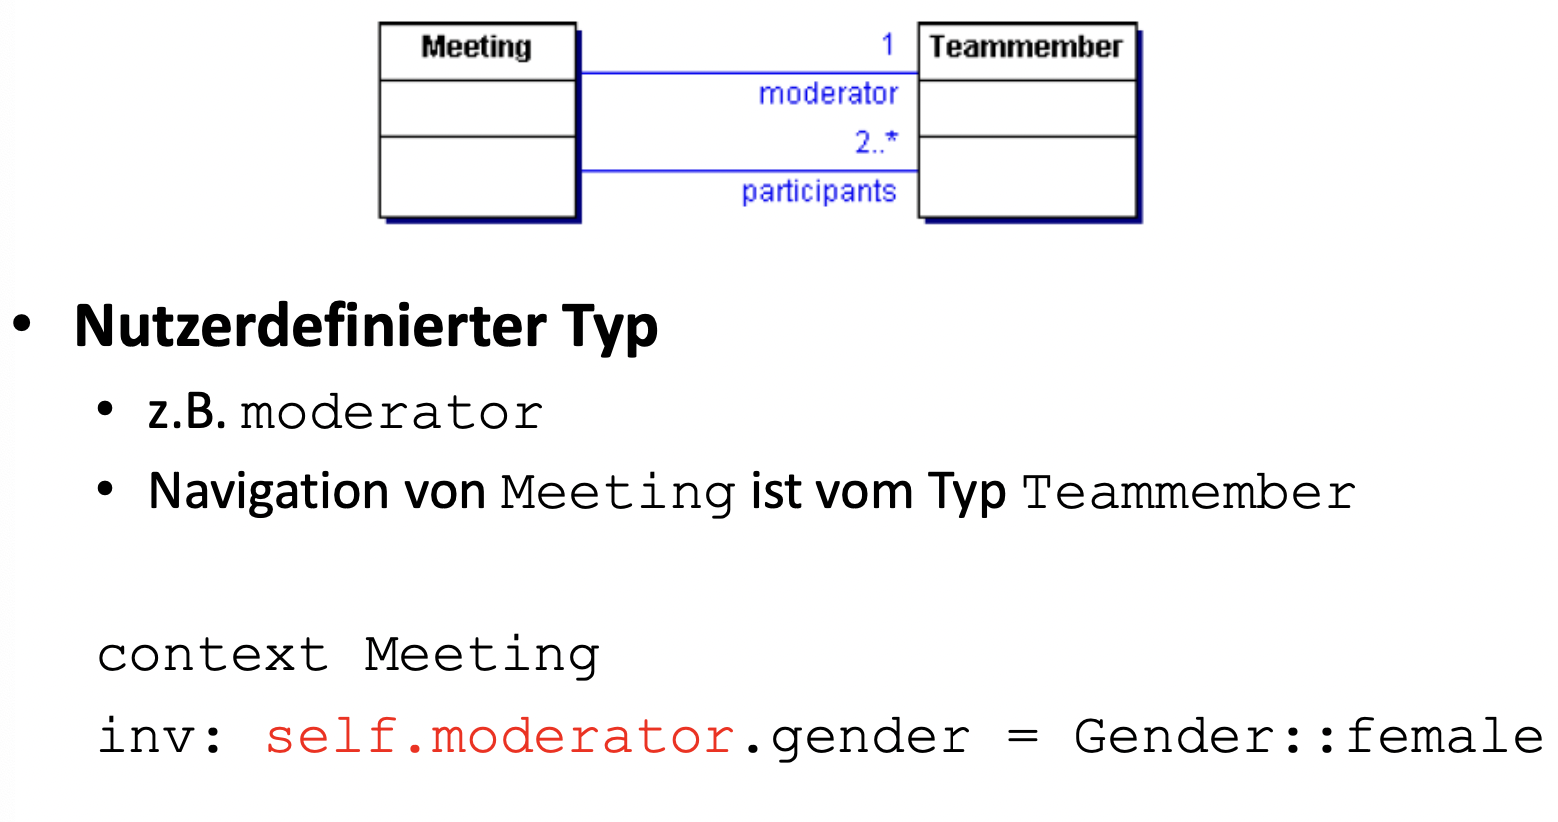 Meeting
1
Teammember
moderator
2..*
participants
• Nutzerdefinierter Typ
• z.B. moderator
• Navigation von Meeting ist vom Typ Teammember
context Meeting
inv: self.moderator.gender = Gender::female